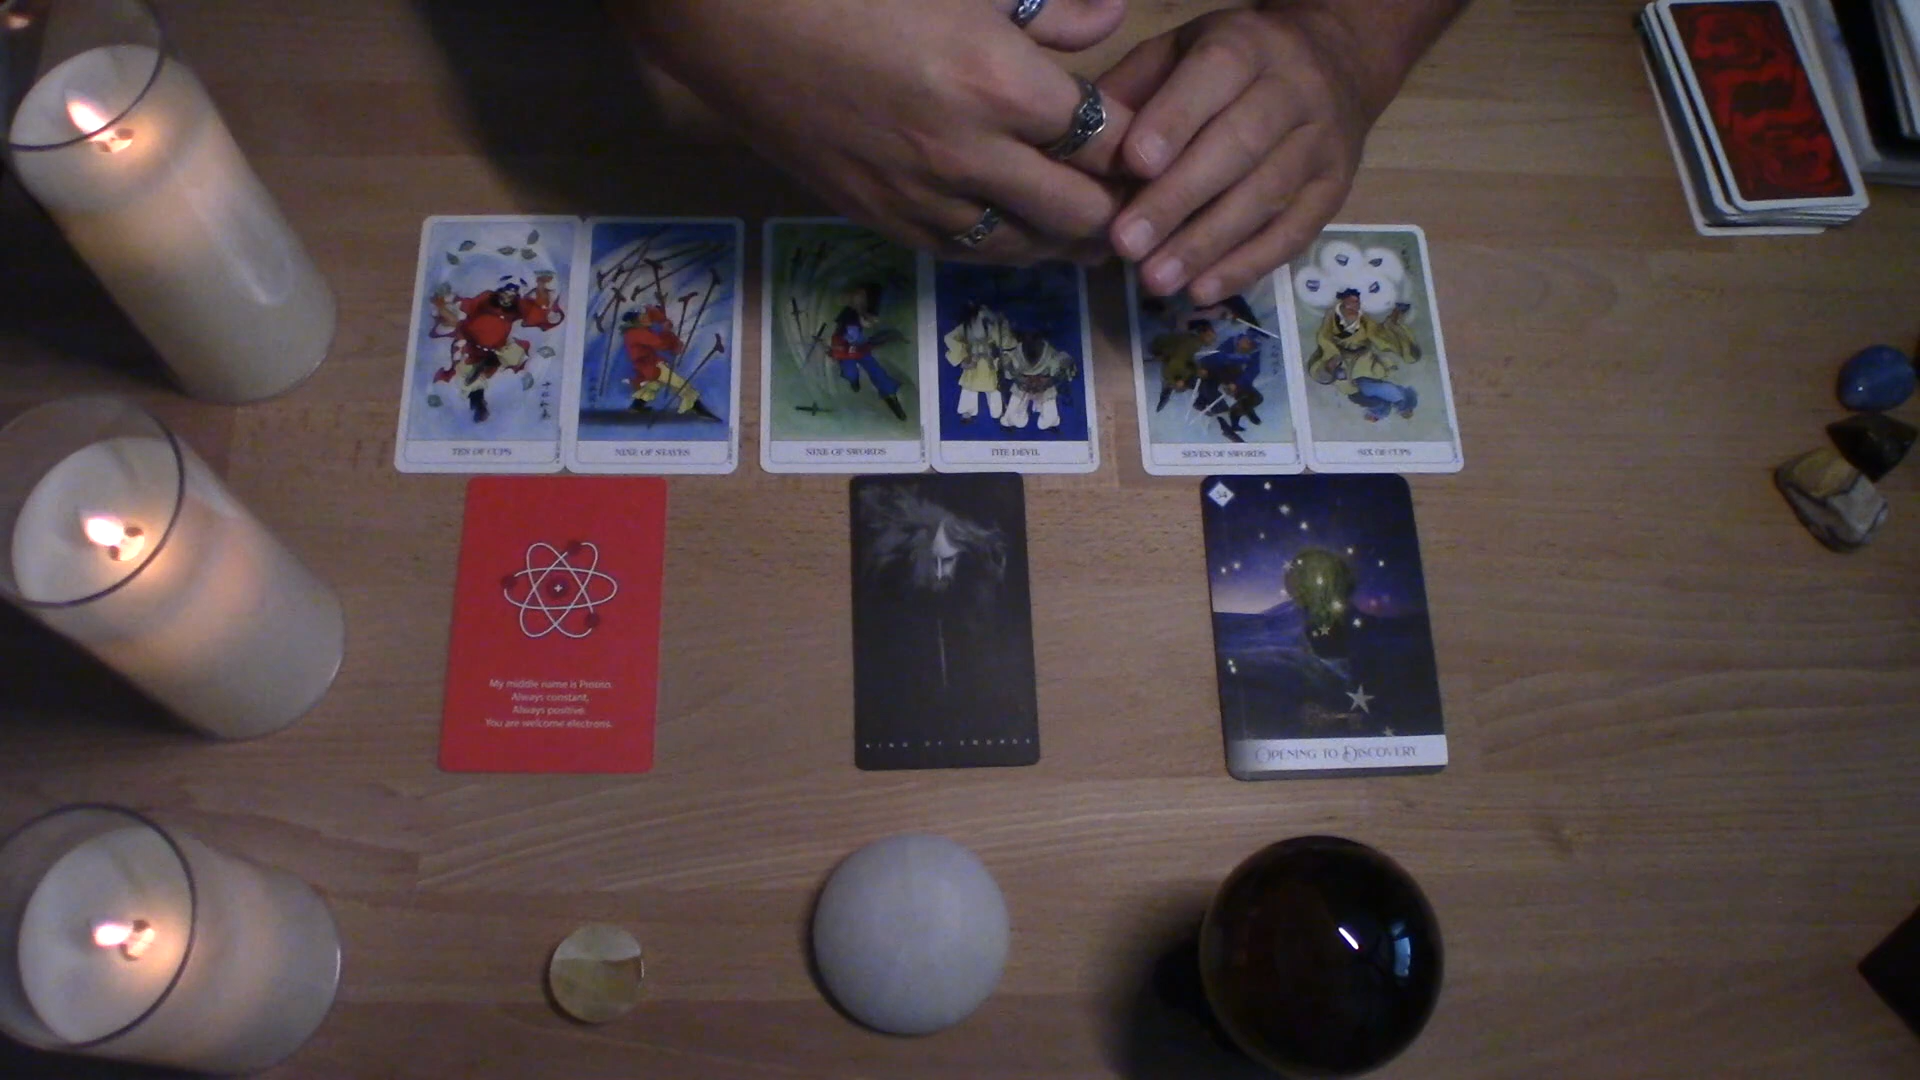 TEN OF CUPS
NINE OF STAVES
NINE OF SWORDS
THE DEVIL
SEVEN OF SWORDS
SIX OF CUPS
My middle name is Proton.
Always constant,
Always positive.
You are welcome electrons.
KING OF SWORDS
34
OPENING TO DISCOVERY